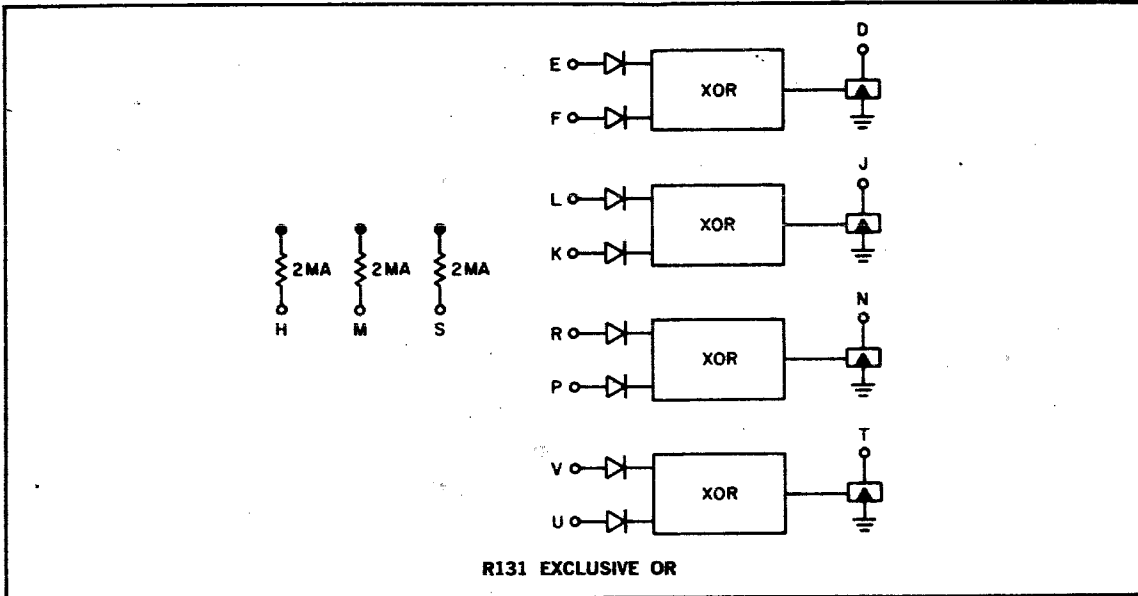 D
E
XOR
F
J
L
XOR
K
2MA 2MA 2MA
H M S
N
R
XOR
P
T
V
XOR
U
R131 EXCLUSIVE OR